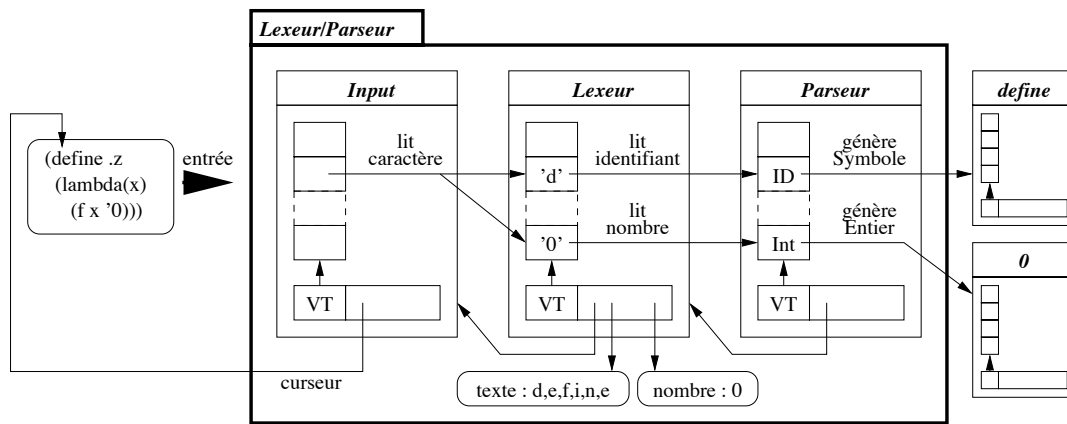 Lexeur/Parseur
Input
Lexeur
Parseur
define
(define .z
(lambda(x)
(f x '0)))
entrée
lit
caractère
lit
identifiant
génère
Symbole
'd'
ID
lit
nombre
génère
Entier
'0'
Int
0
VT
VT
VT
curseur
texte : d,e,f,i,n,e
nombre : 0